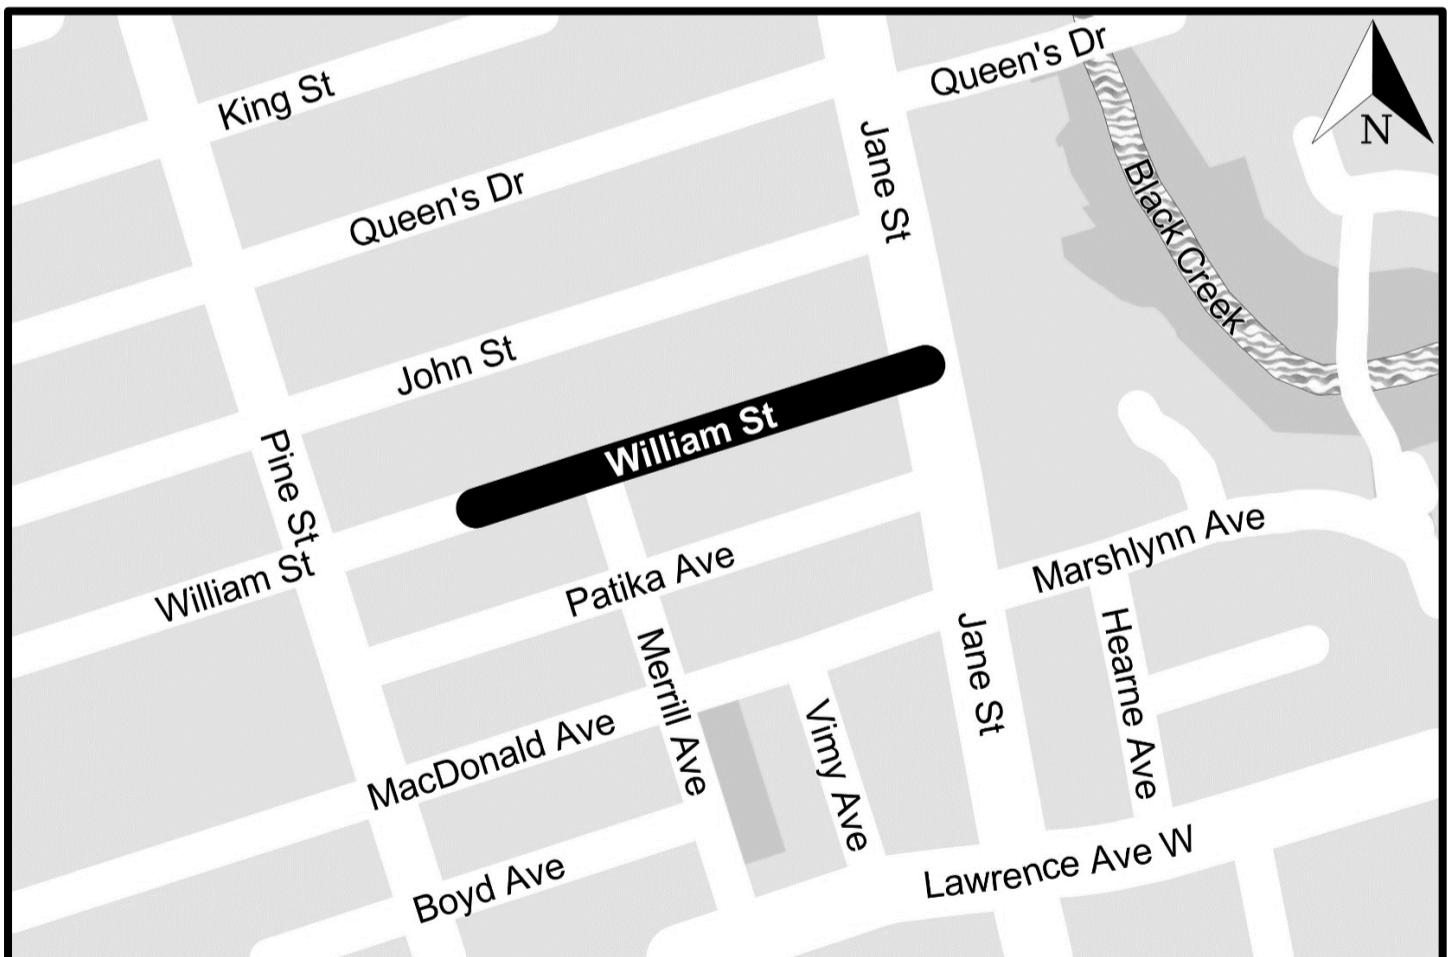 King St
Queen's Dr
N
Queen's Dr
Jane St
Black Creek
John St
William St
Pine St
William St
Marshlynn Ave
Patika Ave
Merrill Ave
Jane St
Hearne Ave
MacDonald Ave
Vimy Ave
Lawrence Ave W
Boyd Ave